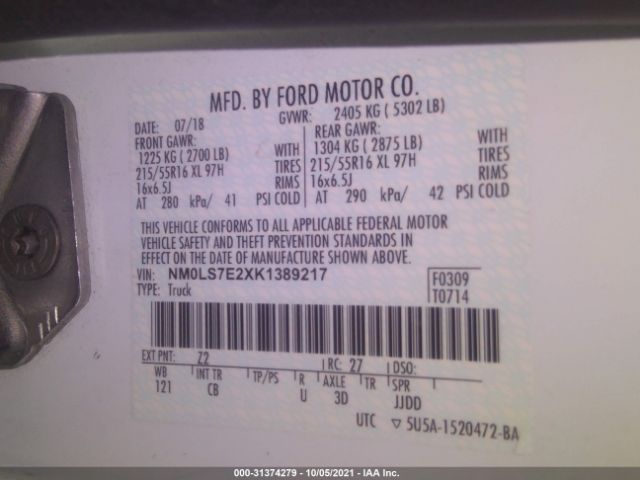 MFD. BY FORD MOTOR CO.
DATE: 07/18 GVWR: 2405 KG ( 5302 LB)
FRONT GAWR: REAR GAWR:
1225 KG ( 2700 LB) WITH 1304 KG ( 2875 LB) WITH
215/55R16 XL 97H TIRES 215/55R16 XL 97H TIRES
16x6.5J RIMS 16x6.5J RIMS
AT 280 kPa/ 41 PSI COLD AT 290 kPa/ 42 PSI COLD
THIS VEHICLE CONFORMS TO ALL APPLICABLE FEDERAL MOTOR
VEHICLE SAFETY AND THEFT PREVENTION STANDARDS IN
EFFECT ON THE DATE OF MANUFACTURE SHOWN ABOVE.
VIN: NM0LS7E2XK1389217 F0309
TYPE: Truck T0714
EXT PNT: Z2 RC: 27 DSO:
WB INT TR TP/PS R AXLE TR SPR
121 CB U 3D JJDD
UTC ▽ 5U5A-1520472-BA
000-31374279 - 10/05/2021 - IAA Inc.